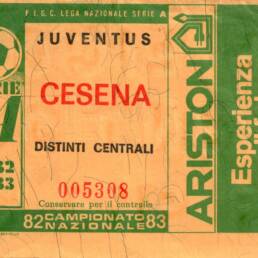 F.I.G.C. LEGA NAZIONALE SERIE A
JUVENTUS
CESENA
DISTINTI CENTRALI
005308
Conservare per il controllo
82 CAMPIONATO 83
NAZIONALE
ARISTON
Esperienza